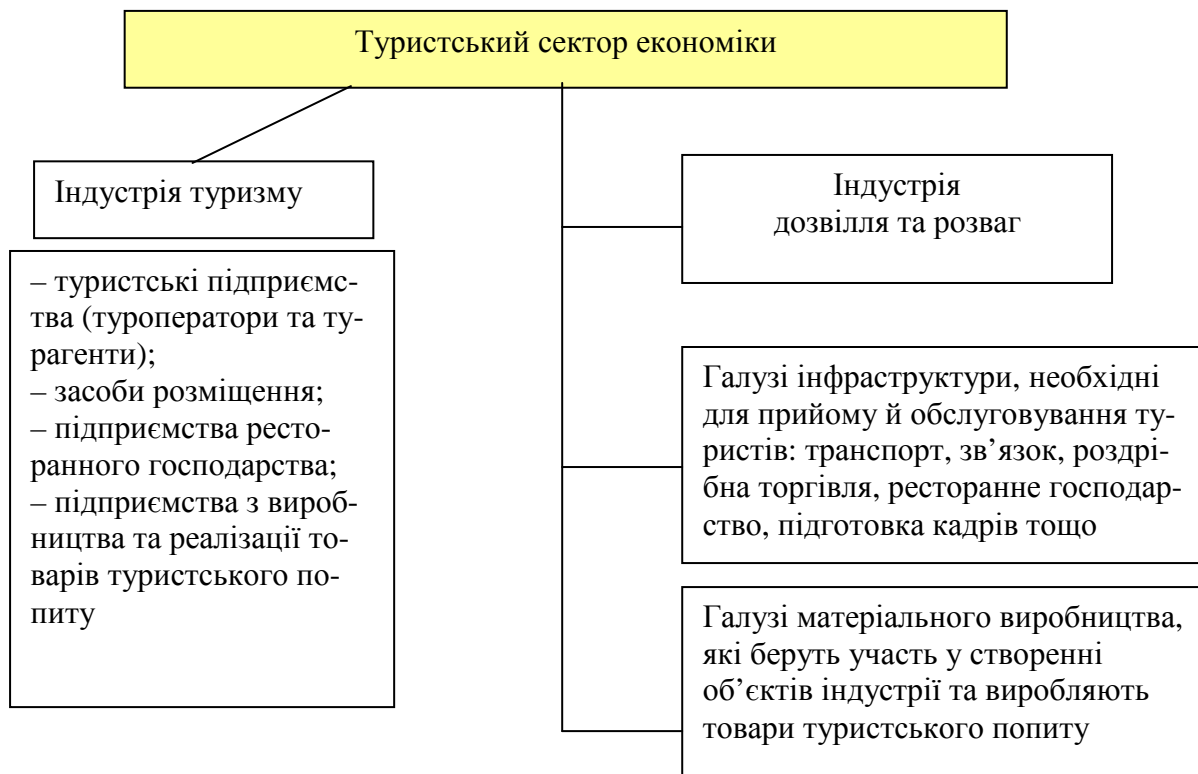 Туристський сектор економіки
Індустрія туризму
– туристські підприємс-
тва (туроператори та ту-
рагенти);
– засоби розміщення;
– підприємства рес-
торанного господарства;
– підприємства з вироб-
ництва та реалізації то-
варів туристського по-
питу
Індустрія
дозвілля та розваг
Галузі інфраструктури, необхідні
для прийому й обслуговування ту-
ристів: транспорт, зв’язок, роздрі-
бна торгівля, ресторанне господар-
ство, підготовка кадрів тощо
Галузі матеріального виробництва,
які беруть участь у створенні
об’єктів індустрії та виробляють
товари туристського попиту